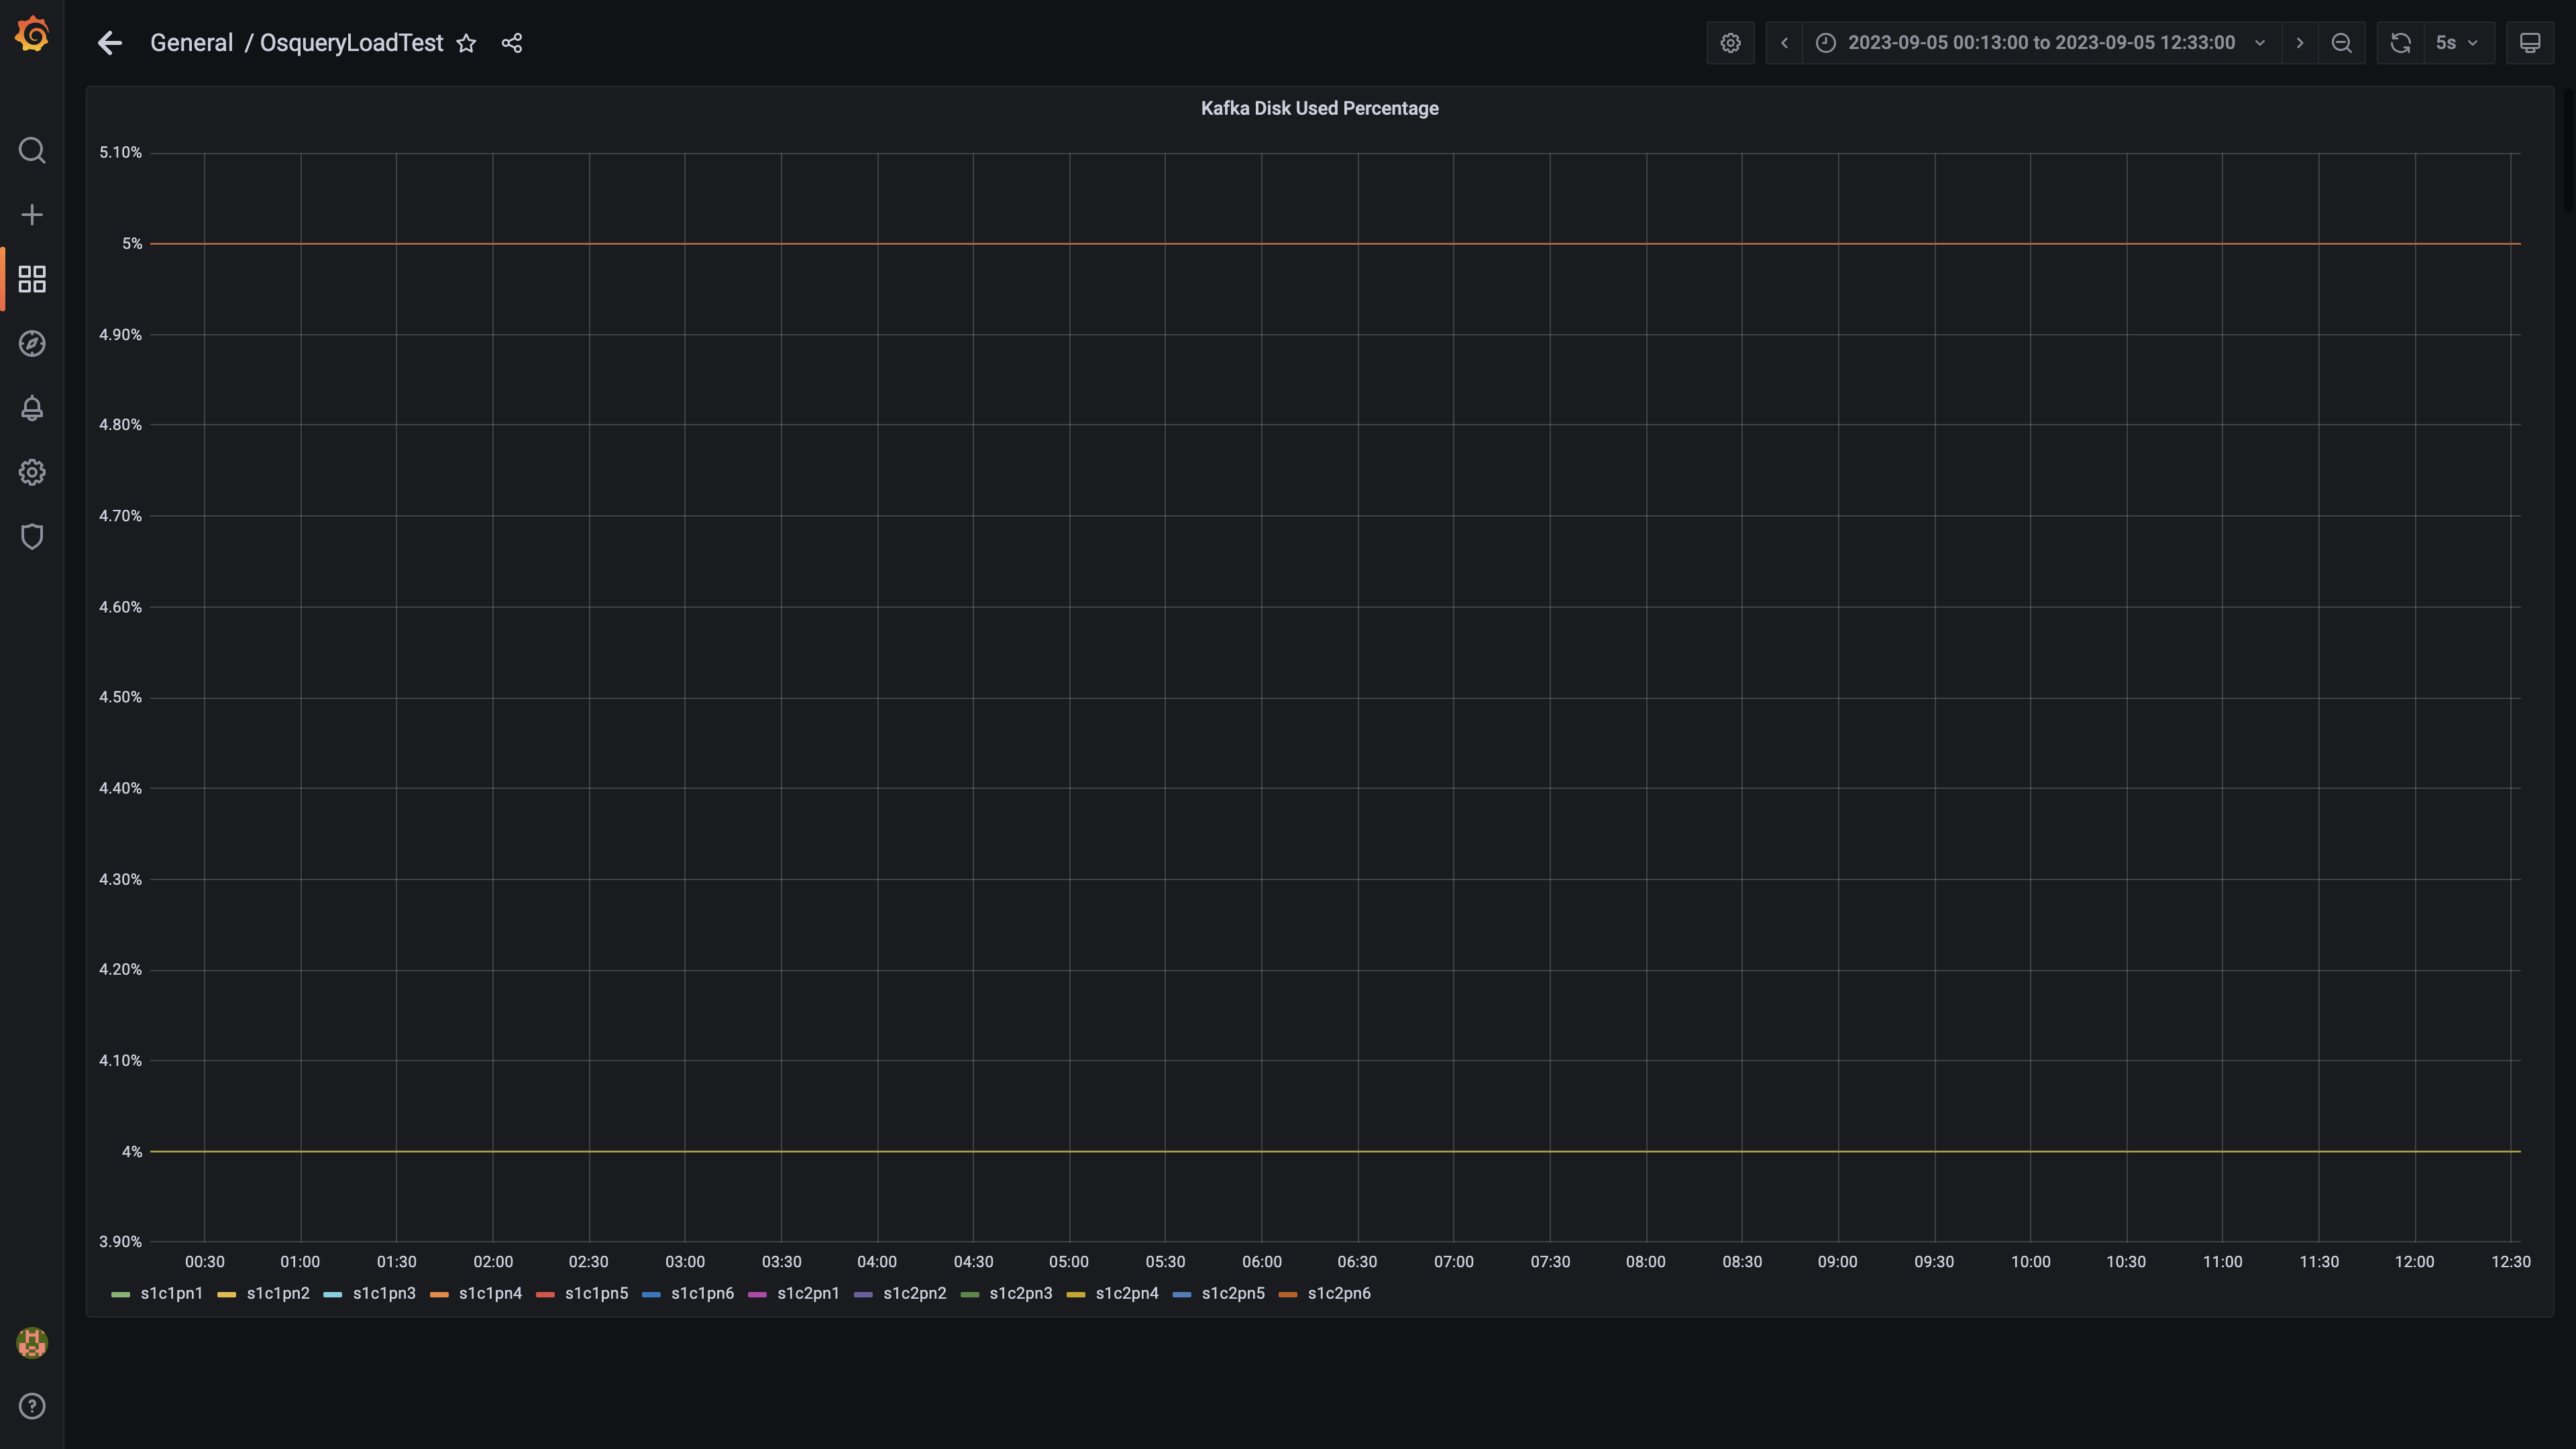 General / OsqueryLoadTest
2023-09-05 00:13:00 to 2023-09-05 12:33:00
5s
Kafka Disk Used Percentage
5.10%
5%
4.90%
4.80%
4.70%
4.60%
4.50%
4.40%
4.30%
4.20%
4.10%
4%
3.90%
00:30 01:00 01:30 02:00 02:30 03:00 03:30 04:00 04:30 05:00 05:30 06:00 06:30 07:00 07:30 08:00 08:30 09:00 09:30 10:00 10:30 11:00 11:30 12:00 12:30
s1c1pn1 s1c1pn2 s1c1pn3 s1c1pn4 s1c1pn5 s1c1pn6 s1c2pn1 s1c2pn2 s1c2pn3 s1c2pn4 s1c2pn5 s1c2pn6